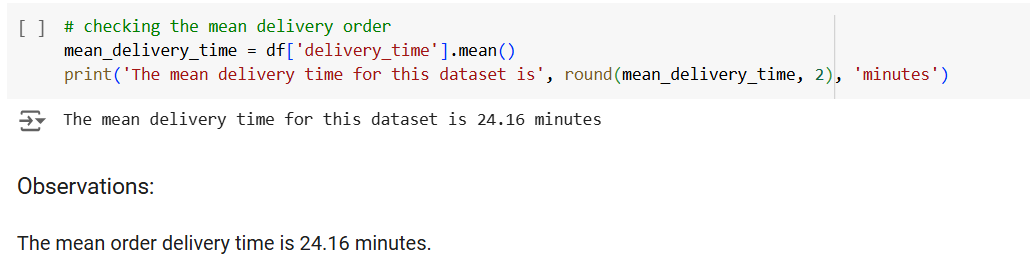 [ ] # checking the mean delivery order
mean_delivery_time = df['delivery_time'].mean()
print('The mean delivery time for this dataset is', round(mean_delivery_time, 2), 'minutes')
The mean delivery time for this dataset is 24.16 minutes
Observations:
The mean order delivery time is 24.16 minutes.